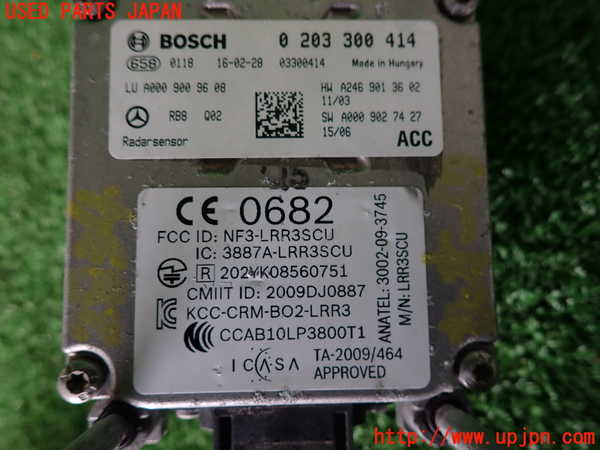 USED PARTS JAPAN
BOSCH 0 203 300 414
658 0118 16-02-28 03300414 Made in Hungary
LU A000 900 96 08 HW A246 901 36 02
11/03
RBB Q02 SW A000 902 74 27
15/06
Radarsensor ACC
CE 0682
FCC ID: NF3-LRR3SCU
IC: 3887A-LRR3SCU
R 202YK08560751
CMIIT ID: 2009DJ0887
KCC-CRM-BO2-LRR3
CCAB10LP3800T1
ICASA TA-2009/464
APPROVED
ANATEL: 3002-09-3745
M/N: LRR3SCU
http://www.upjpn.com/